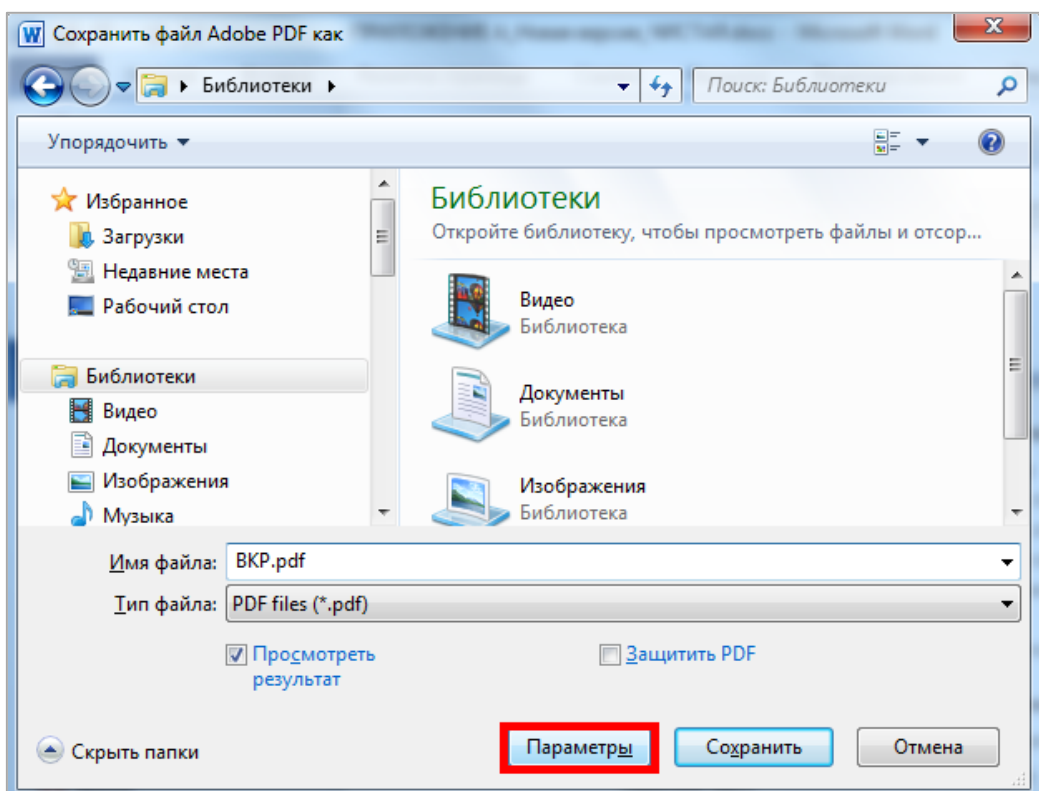 Сохранить файл Adobe PDF как
Библиотеки
Поиск: Библиотеки
Упорядочить
Избранное
Загрузки
Недавние места
Рабочий стол
Библиотеки
Видео
Документы
Изображения
Музыка
Библиотеки
Откройте библиотеку, чтобы просмотреть файлы и отсор...
Видео
Библиотека
Документы
Библиотека
Изображения
Библиотека
Имя файла: ВКР.pdf
Тип файла: PDF files (*.pdf)
Просмотреть
результат
Защитить PDF
Скрыть папки
Параметры
Сохранить
Отмена